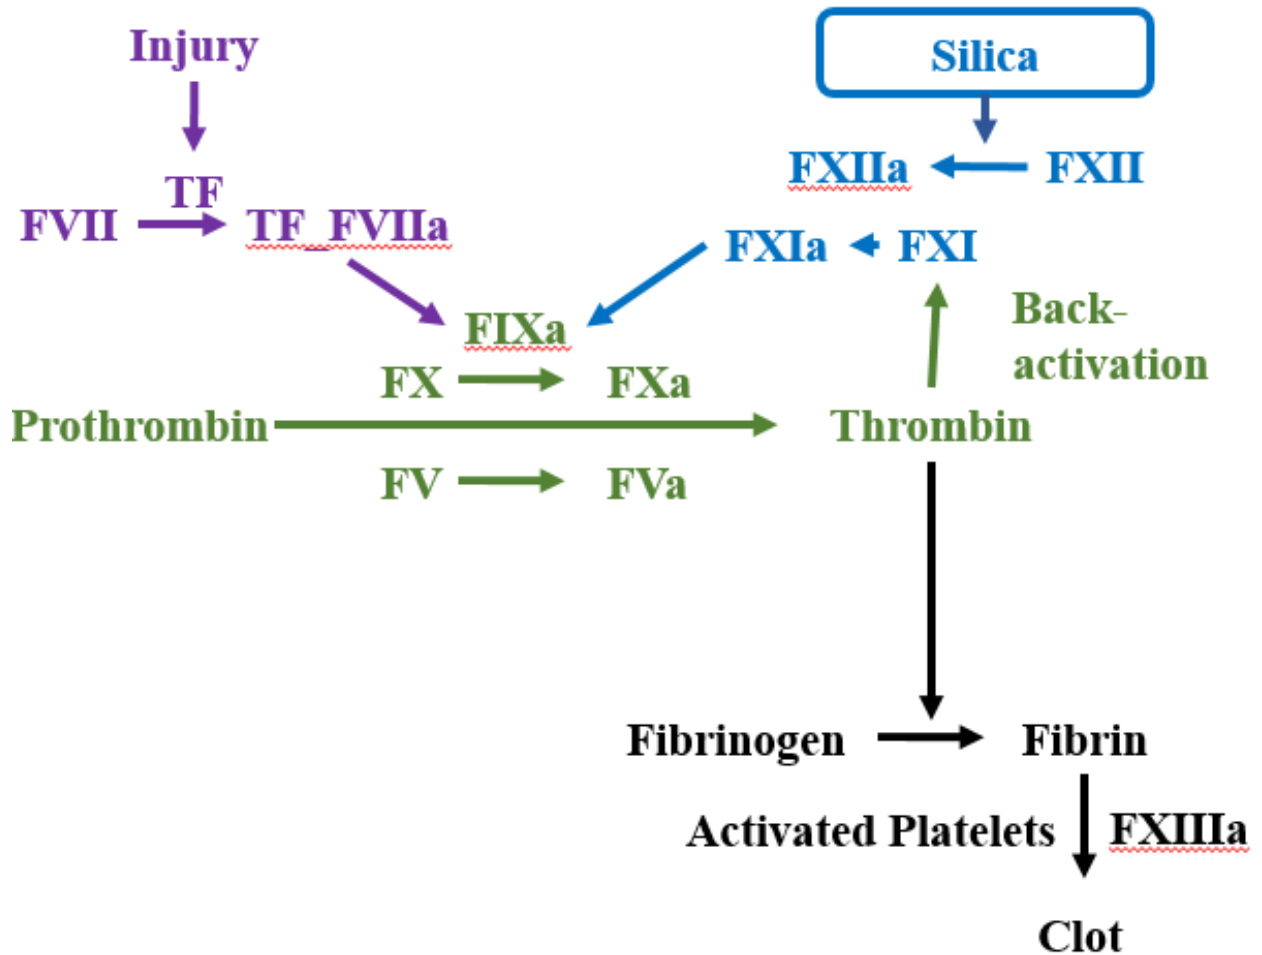 Injury
Silica
TF
FXIIa FXII
FVII TF_FVIIa
FXIa FXI
Back-
activation
FIXa
FX FXa
Prothrombin Thrombin
FV FVa
Fibrinogen Fibrin
Activated Platelets FXIIIa
Clot